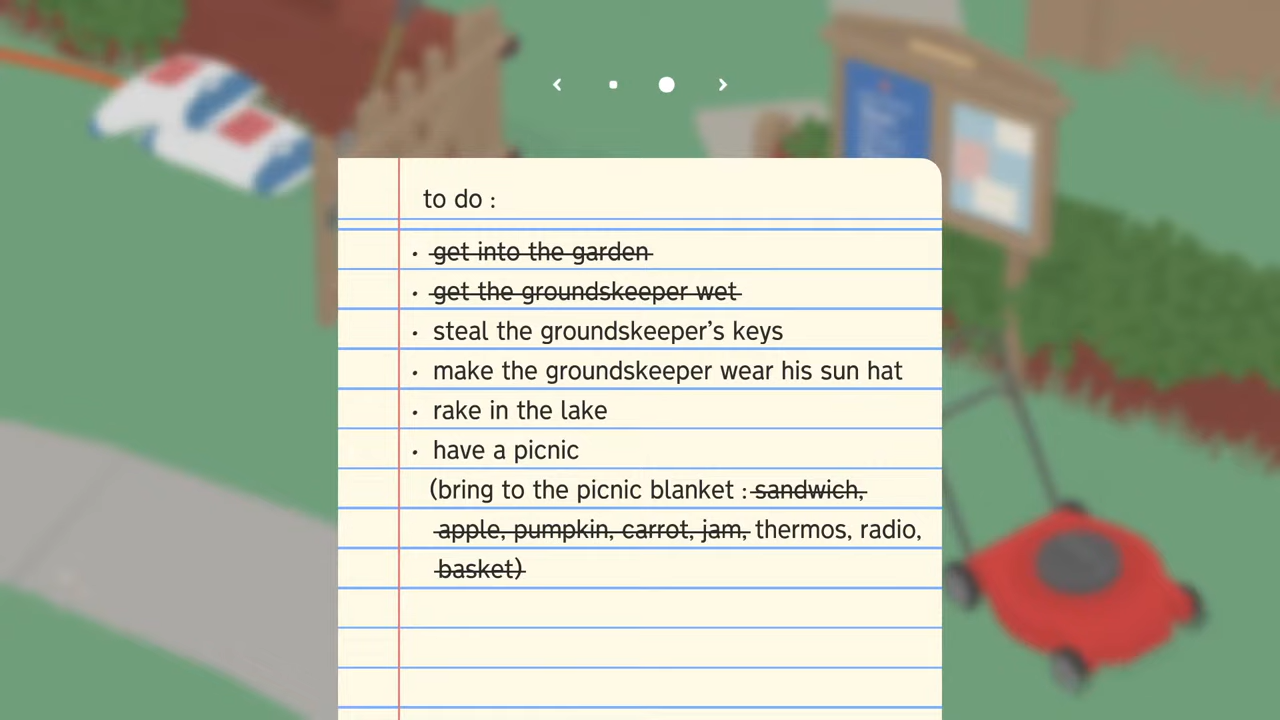 to do :
· get into the garden
· get the groundskeeper wet
· steal the groundskeeper’s keys
· make the groundskeeper wear his sun hat
· rake in the lake
· have a picnic
(bring to the picnic blanket : sandwich,
apple, pumpkin, carrot, jam, thermos, radio,
basket)